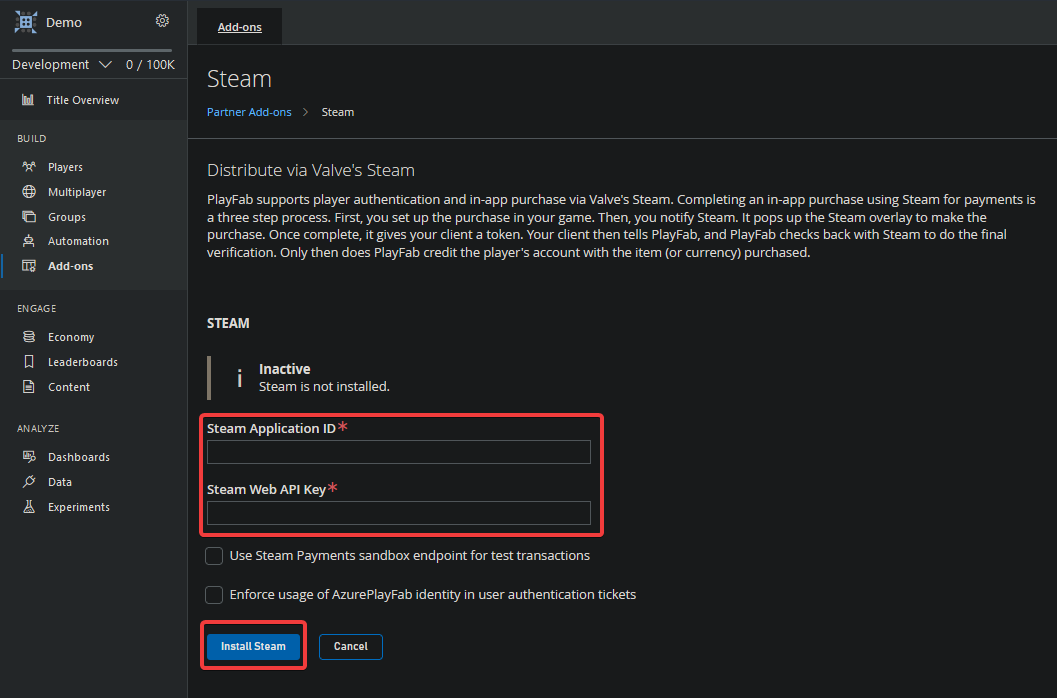 Demo
Development 0 / 100K
Title Overview
BUILD
Players
Multiplayer
Groups
Automation
Add-ons
ENGAGE
Economy
Leaderboards
Content
ANALYZE
Dashboards
Data
Experiments
Add-ons
Steam
Partner Add-ons > Steam
Distribute via Valve's Steam
PlayFab supports player authentication and in-app purchase via Valve's Steam. Completing an in-app purchase using Steam for payments is
a three step process. First, you set up the purchase in your game. Then, you notify Steam. It pops up the Steam overlay to make the
purchase. Once complete, it gives your client a token. Your client then tells PlayFab, and PlayFab checks back with Steam to do the final
verification. Only then does PlayFab credit the player's account with the item (or currency) purchased.
STEAM
Inactive
Steam is not installed.
Steam Application ID*
Steam Web API Key*
Use Steam Payments sandbox endpoint for test transactions
Enforce usage of AzurePlayFab identity in user authentication tickets
Install Steam Cancel